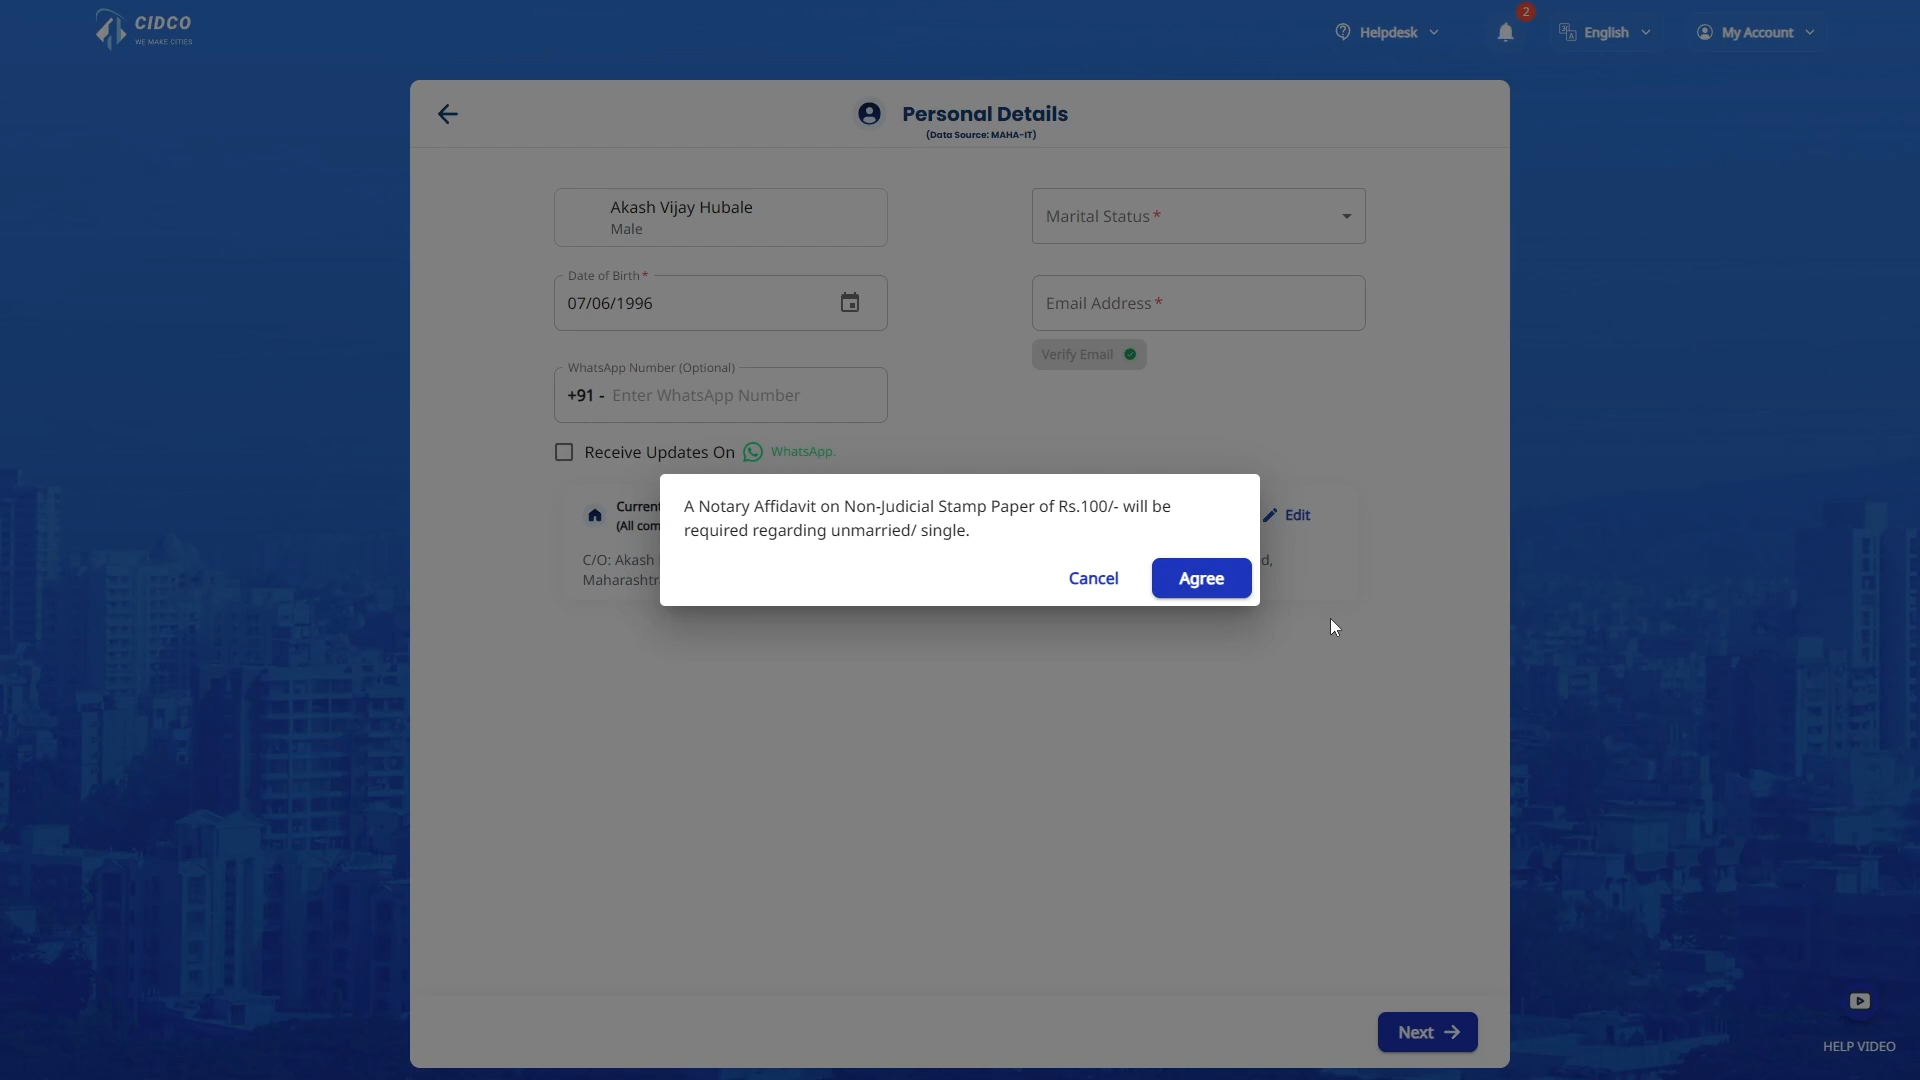 CIDCO
WE MAKE CITIES
Helpdesk
2
English
My Account
Personal Details
(Data Source: MAHA-IT)
Akash Vijay Hubale
Male
Marital Status *
Date of Birth *
07/06/1996
Email Address *
Verify Email
WhatsApp Number (Optional)
+91 - Enter WhatsApp Number
Receive Updates On WhatsApp.
Current
(All com
Edit
C/O: Akash
d,
Maharashtr
A Notary Affidavit on Non-Judicial Stamp Paper of Rs.100/- will be
required regarding unmarried/ single.
Cancel
Agree
Next
HELP VIDEO